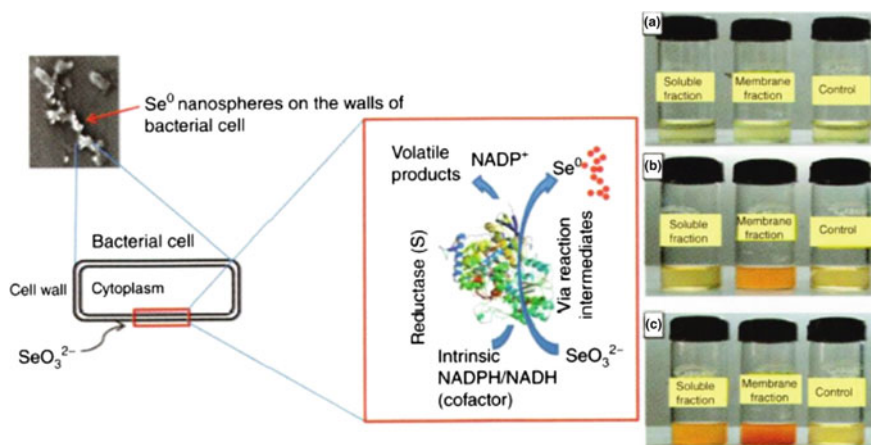 Se⁰ nanospheres on the walls of
bacterial cell
Bacterial cell
Cell wall
Cytoplasm
SeO₃²⁻
Volatile
products
NADP⁺
Se⁰
Reductase (S)
Via reaction
intermediates
Intrinsic
NADPH/NADH
(cofactor)
SeO₃²⁻
(a)
Soluble
fraction
Membrane
fraction
Control
(b)
Soluble
fraction
Membrane
fraction
Control
(c)
Soluble
fraction
Membrane
fraction
Control